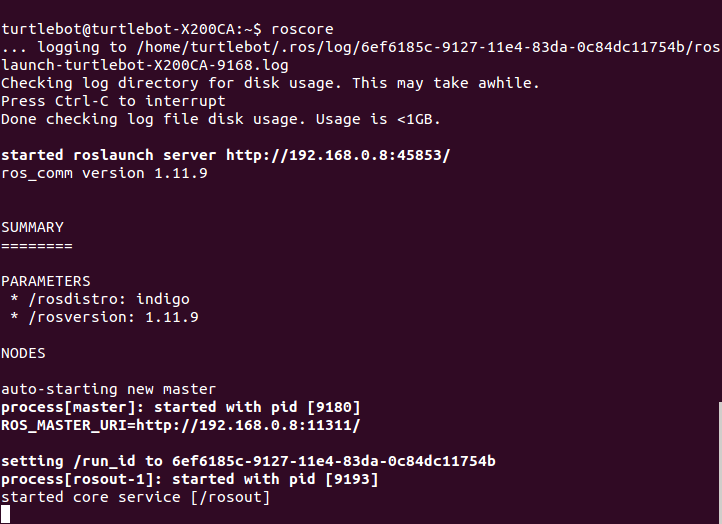 turtlebot@turtlebot-X200CA:~$ roscore
... logging to /home/turtlebot/.ros/log/6ef6185c-9127-11e4-83da-0c84dc11754b/ros
launch-turtlebot-X200CA-9168.log
Checking log directory for disk usage. This may take awhile.
Press Ctrl-C to interrupt
Done checking log file disk usage. Usage is <1GB.
started roslaunch server http://192.168.0.8:45853/
ros_comm version 1.11.9
SUMMARY
========
PARAMETERS
 * /rosdistro: indigo
 * /rosversion: 1.11.9
NODES
auto-starting new master
process[master]: started with pid [9180]
ROS_MASTER_URI=http://192.168.0.8:11311/
setting /run_id to 6ef6185c-9127-11e4-83da-0c84dc11754b
process[rosout-1]: started with pid [9193]
started core service [/rosout]